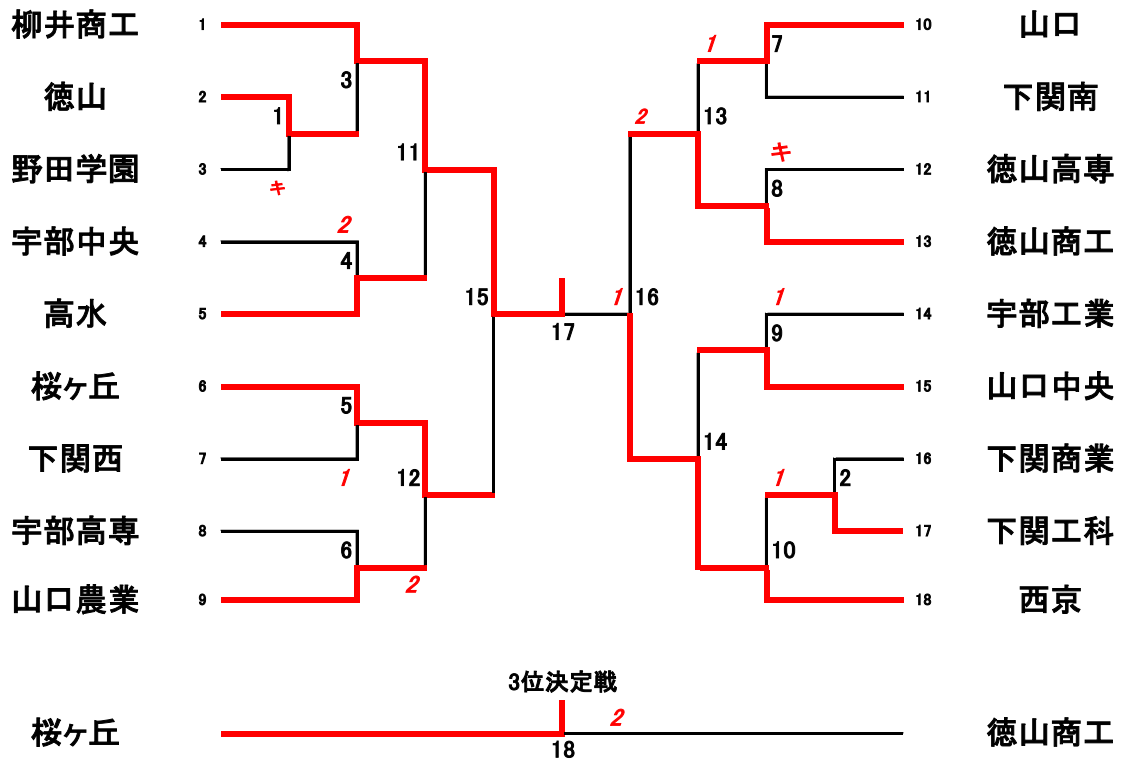 柳井商工 1
徳山 2
野田学園 3
宇部中央 4
高水 5
桜ヶ丘 6
下関西 7
宇部高専 8
山口農業 9
1
キ
3
2
4
5
1
6
11
12
2
15
17
1
16
2
1
13
14
7
キ
8
1
9
1
10
2
10 山口
11 下関南
12 徳山高専
13 徳山商工
14 宇部工業
15 山口中央
16 下関商業
17 下関工科
18 西京
3位決定戦
桜ヶ丘 18 2 徳山商工